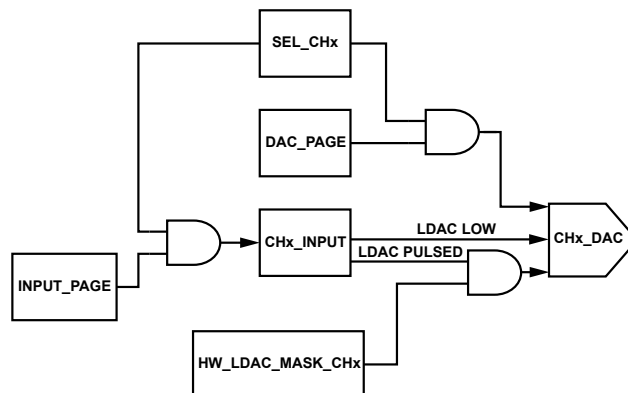 SEL_CHx
DAC_PAGE
LDAC LOW
CHx_INPUT
CHx_DAC
LDAC PULSED
INPUT_PAGE
HW_LDAC_MASK_CHx